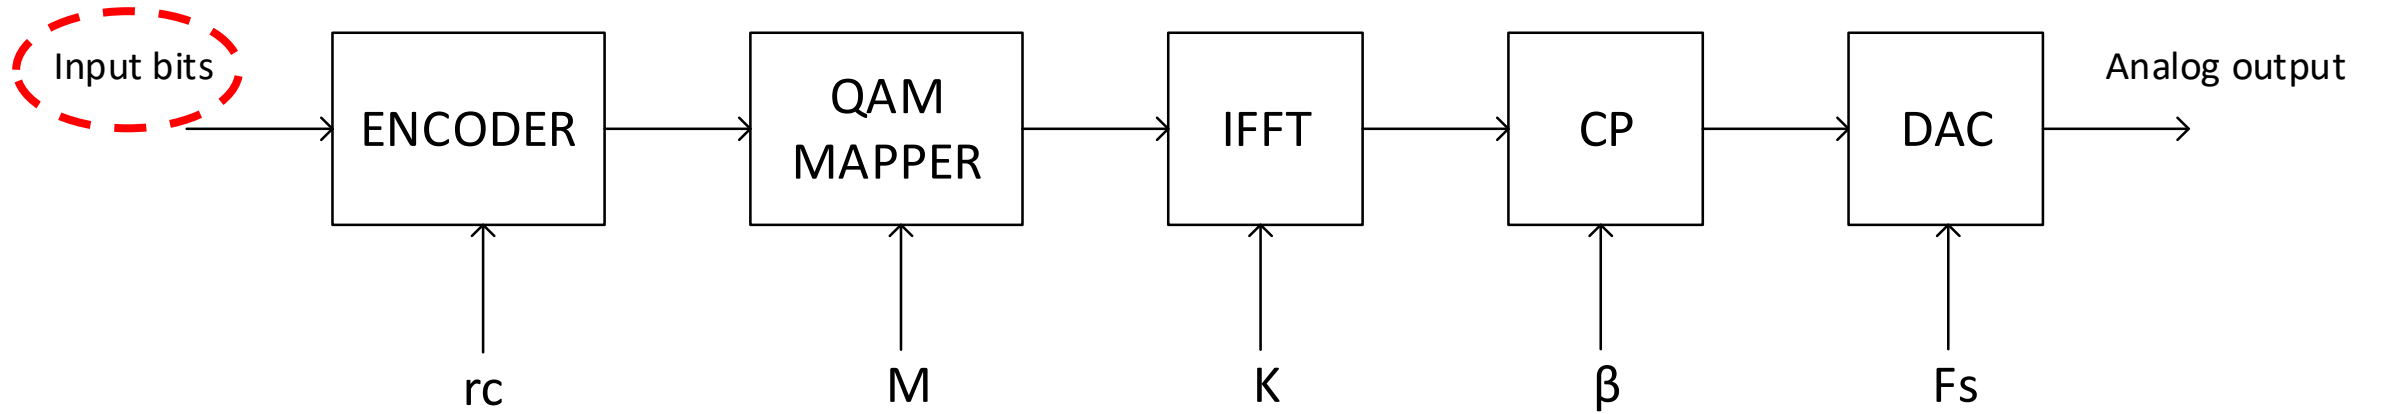 Input bits
ENCODER
QAM
MAPPER
IFFT
CP
DAC
Analog output
rc
M
K
β
Fs